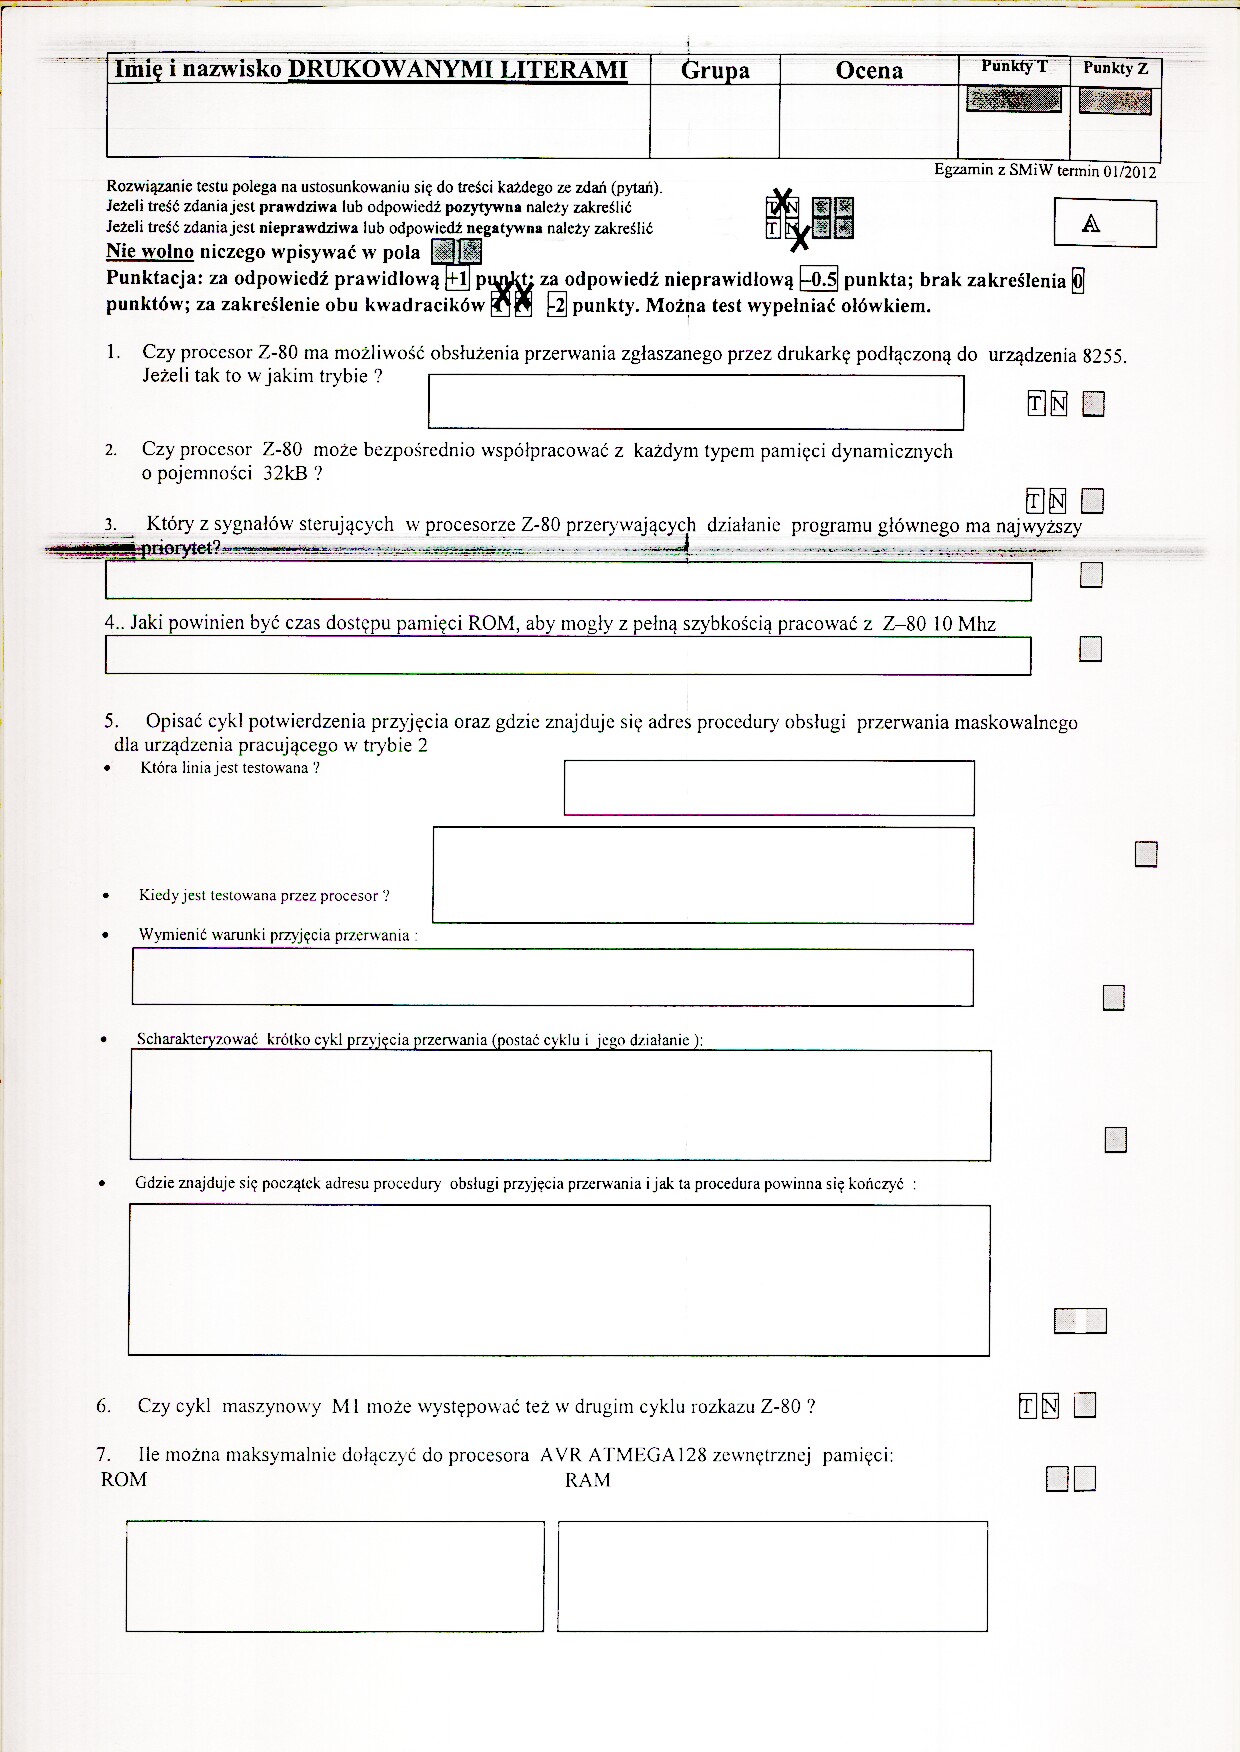 Imię i nazwisko DRUKOWANYMI LITERAMI Grupa Ocena Punkty T Punkty Z
Egzamin z SMiW termin 01/2012
Rozwiązanie testu polega na ustosunkowaniu się do treści każdego ze zdań (pytań).
Jeżeli treść zdania jest prawdziwa lub odpowiedź pozytywna należy zakreślić T N
Jeżeli treść zdania jest nieprawdziwa lub odpowiedź negatywna należy zakreślić T N
A
Nie wolno niczego wpisywać w pola
Punktacja: za odpowiedź prawidłową +1 punkt; za odpowiedź nieprawidłową –0.5 punkta; brak zakreślenia 0
punktów; za zakreślenie obu kwadracików T N -2 punkty. Można test wypełniać ołówkiem.
1. Czy procesor Z-80 ma możliwość obsłużenia przerwania zgłaszanego przez drukarkę podłączoną do urządzenia 8255.
Jeżeli tak to w jakim trybie ?
T N
2. Czy procesor Z-80 może bezpośrednio współpracować z każdym typem pamięci dynamicznych
o pojemności 32kB ?
T N
3. Który z sygnałów sterujących w procesorze Z-80 przerywających działanie programu głównego ma najwyższy
priorytet?
4.. Jaki powinien być czas dostępu pamięci ROM, aby mogły z pełną szybkością pracować z Z–80 10 Mhz
5. Opisać cykl potwierdzenia przyjęcia oraz gdzie znajduje się adres procedury obsługi przerwania maskowalnego
dla urządzenia pracującego w trybie 2
• Która linia jest testowana ?
• Kiedy jest testowana przez procesor ?
• Wymienić warunki przyjęcia przerwania :
• Scharakteryzować krótko cykl przyjęcia przerwania (postać cyklu i jego działanie ):
• Gdzie znajduje się początek adresu procedury obsługi przyjęcia przerwania i jak ta procedura powinna się kończyć :
6. Czy cykl maszynowy M1 może występować też w drugim cyklu rozkazu Z-80 ? T N
7. Ile można maksymalnie dołączyć do procesora AVR ATMEGA128 zewnętrznej pamięci:
ROM RAM